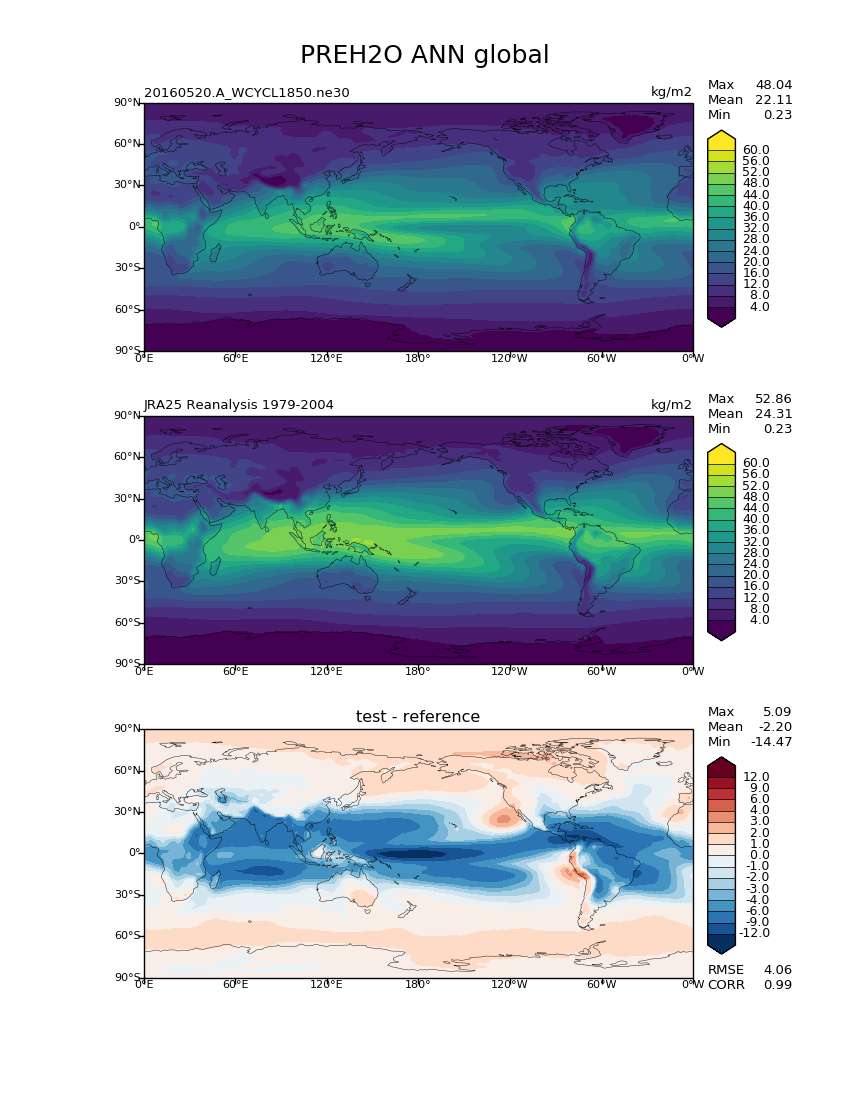 PREH2O ANN global
20160520.A_WCYCL1850.ne30 kg/m2
Max 48.04
Mean 22.11
Min 0.23
90°N
60°N
30°N
0°
30°S
60°S
90°S
0°E 60°E 120°E 180° 120°W 60°W 0°W
60.0
56.0
52.0
48.0
44.0
40.0
36.0
32.0
28.0
24.0
20.0
16.0
12.0
8.0
4.0
JRA25 Reanalysis 1979-2004 kg/m2
Max 52.86
Mean 24.31
Min 0.23
90°N
60°N
30°N
0°
30°S
60°S
90°S
0°E 60°E 120°E 180° 120°W 60°W 0°W
60.0
56.0
52.0
48.0
44.0
40.0
36.0
32.0
28.0
24.0
20.0
16.0
12.0
8.0
4.0
test - reference
Max 5.09
Mean -2.20
Min -14.47
90°N
60°N
30°N
0°
30°S
60°S
90°S
0°E 60°E 120°E 180° 120°W 60°W 0°W
12.0
9.0
6.0
4.0
3.0
2.0
1.0
0.0
-1.0
-2.0
-3.0
-4.0
-6.0
-9.0
-12.0
RMSE 4.06
CORR 0.99